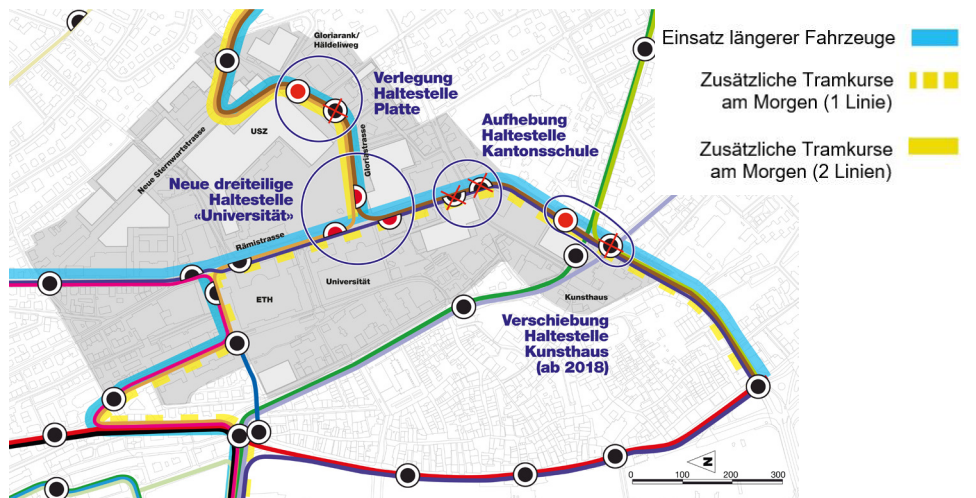 Gloriarank/
Häldeliweg
Einsatz längerer Fahrzeuge
Verlegung
Haltestelle
Platte
Zusätzliche Tramkurse
am Morgen (1 Linie)
Aufhebung
Haltestelle
Kantonsschule
Zusätzliche Tramkurse
am Morgen (2 Linien)
USZ
Neue Sternwartstrasse
Gloriastrasse
Neue dreiteilige
Haltestelle
«Universität»
Rämistrasse
Universität
ETH
Kunsthaus
Verschiebung
Haltestelle
Kunsthaus
(ab 2018)
N
0 100 200 300